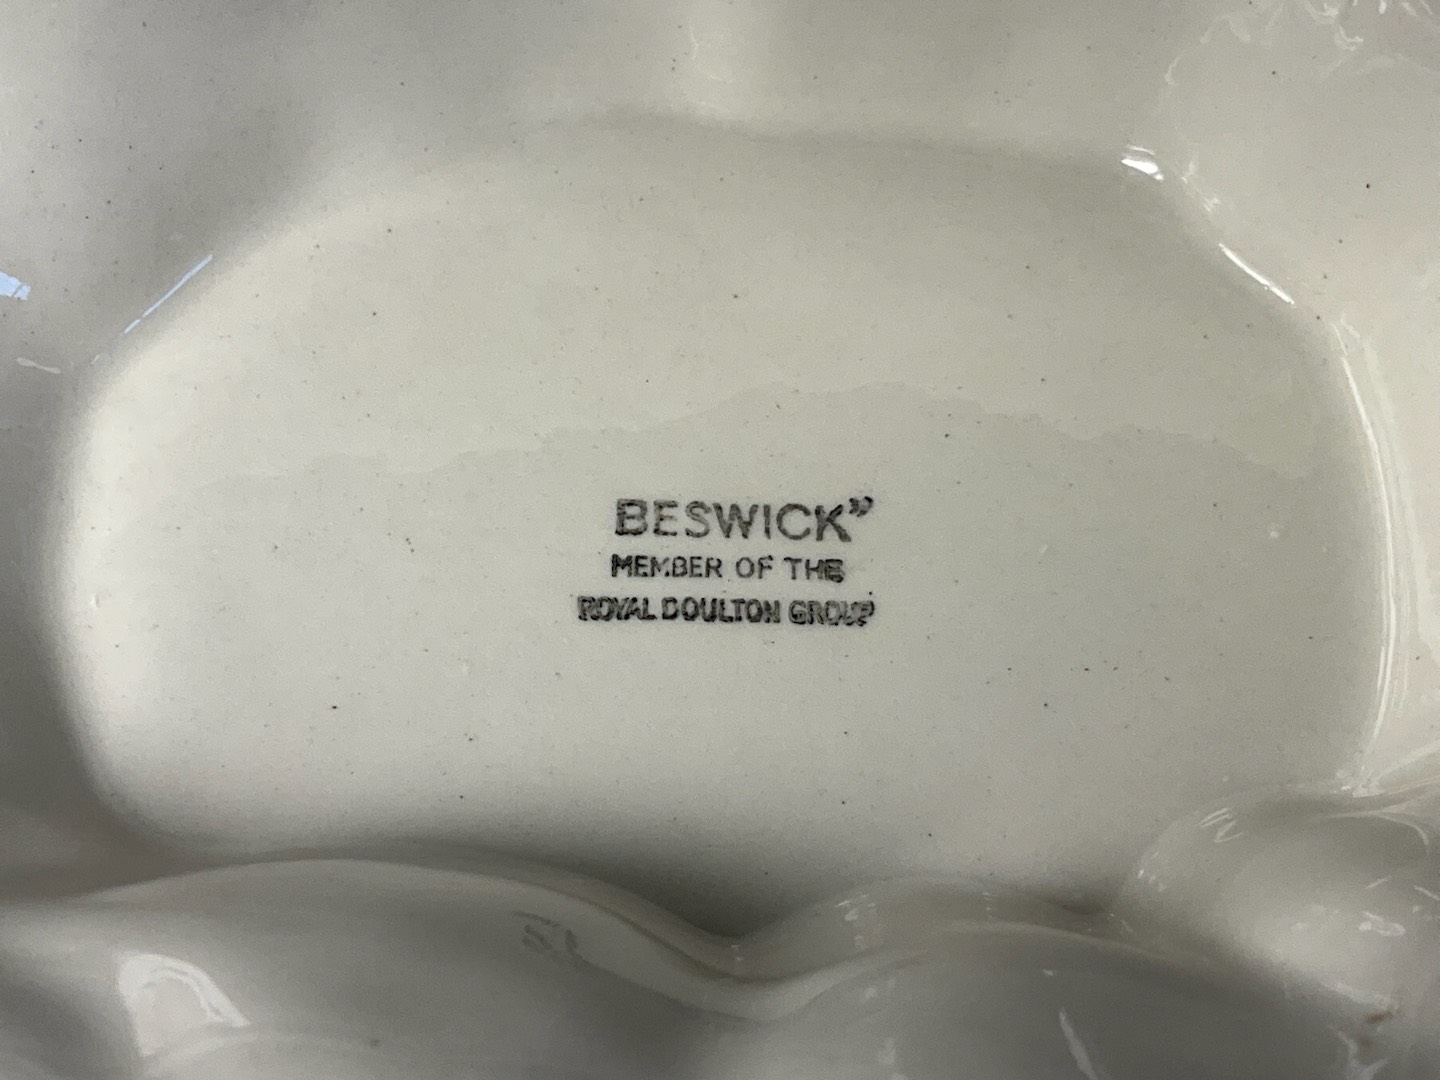 BESWICK”
MEMBER OF THE
ROYAL DOULTON GROUP